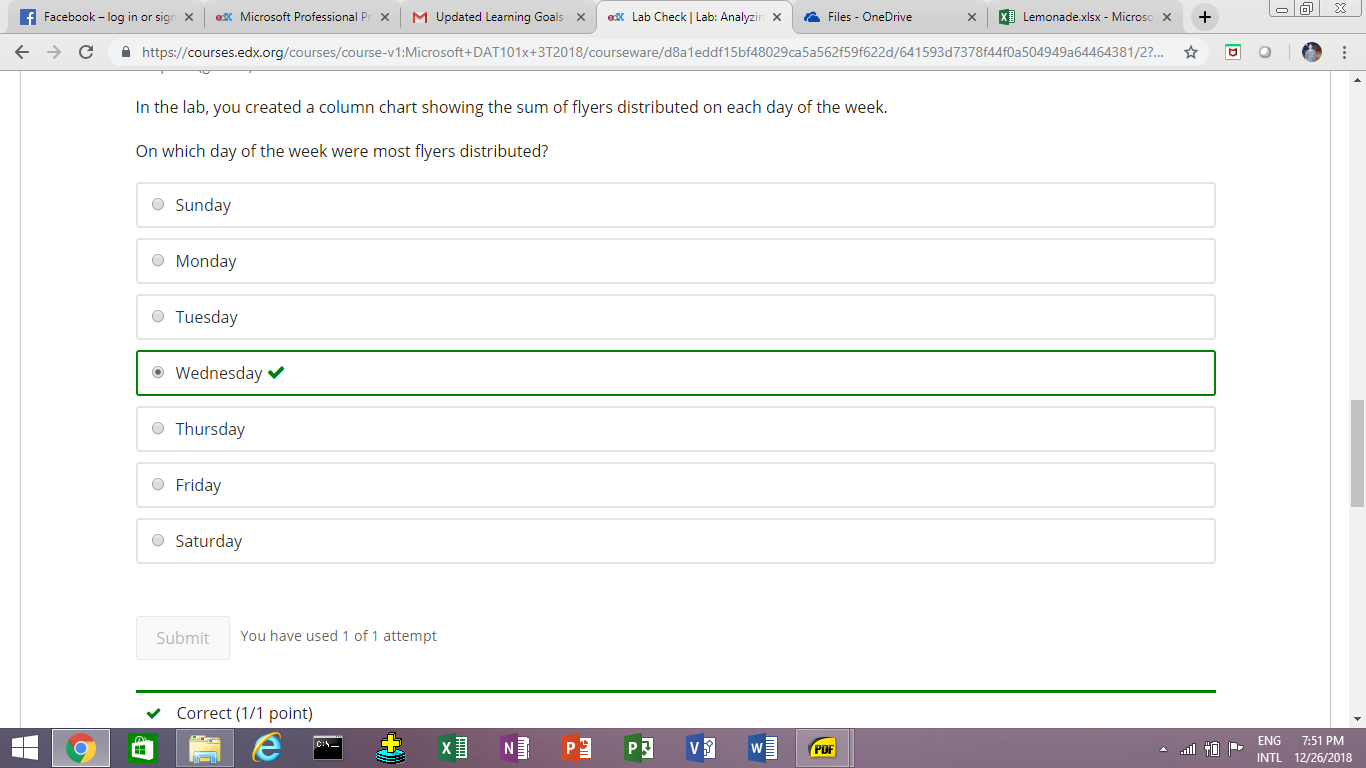 Facebook – log in or sign
Microsoft Professional Pr
Updated Learning Goals
Lab Check | Lab: Analyzin
Files - OneDrive
Lemonade.xlsx - Microso
https://courses.edx.org/courses/course-v1:Microsoft+DAT101x+3T2018/courseware/d8a1eddf15bf48029ca5a562f59f622d/641593d7378f44f0a504949a64464381/2?...
In the lab, you created a column chart showing the sum of flyers distributed on each day of the week.
On which day of the week were most flyers distributed?
Sunday
Monday
Tuesday
Wednesday
Thursday
Friday
Saturday
Submit
You have used 1 of 1 attempt
Correct (1/1 point)
ENG 7:51 PM
INTL 12/26/2018